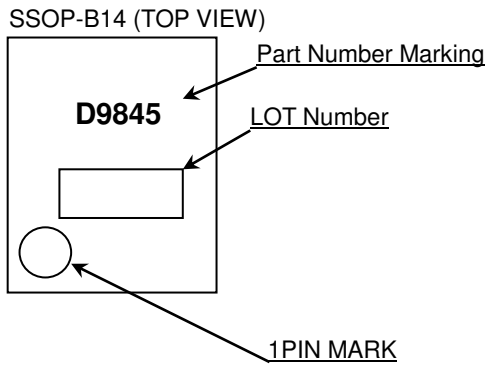 SSOP-B14 (TOP VIEW)
Part Number Marking
D9845
LOT Number
1PIN MARK